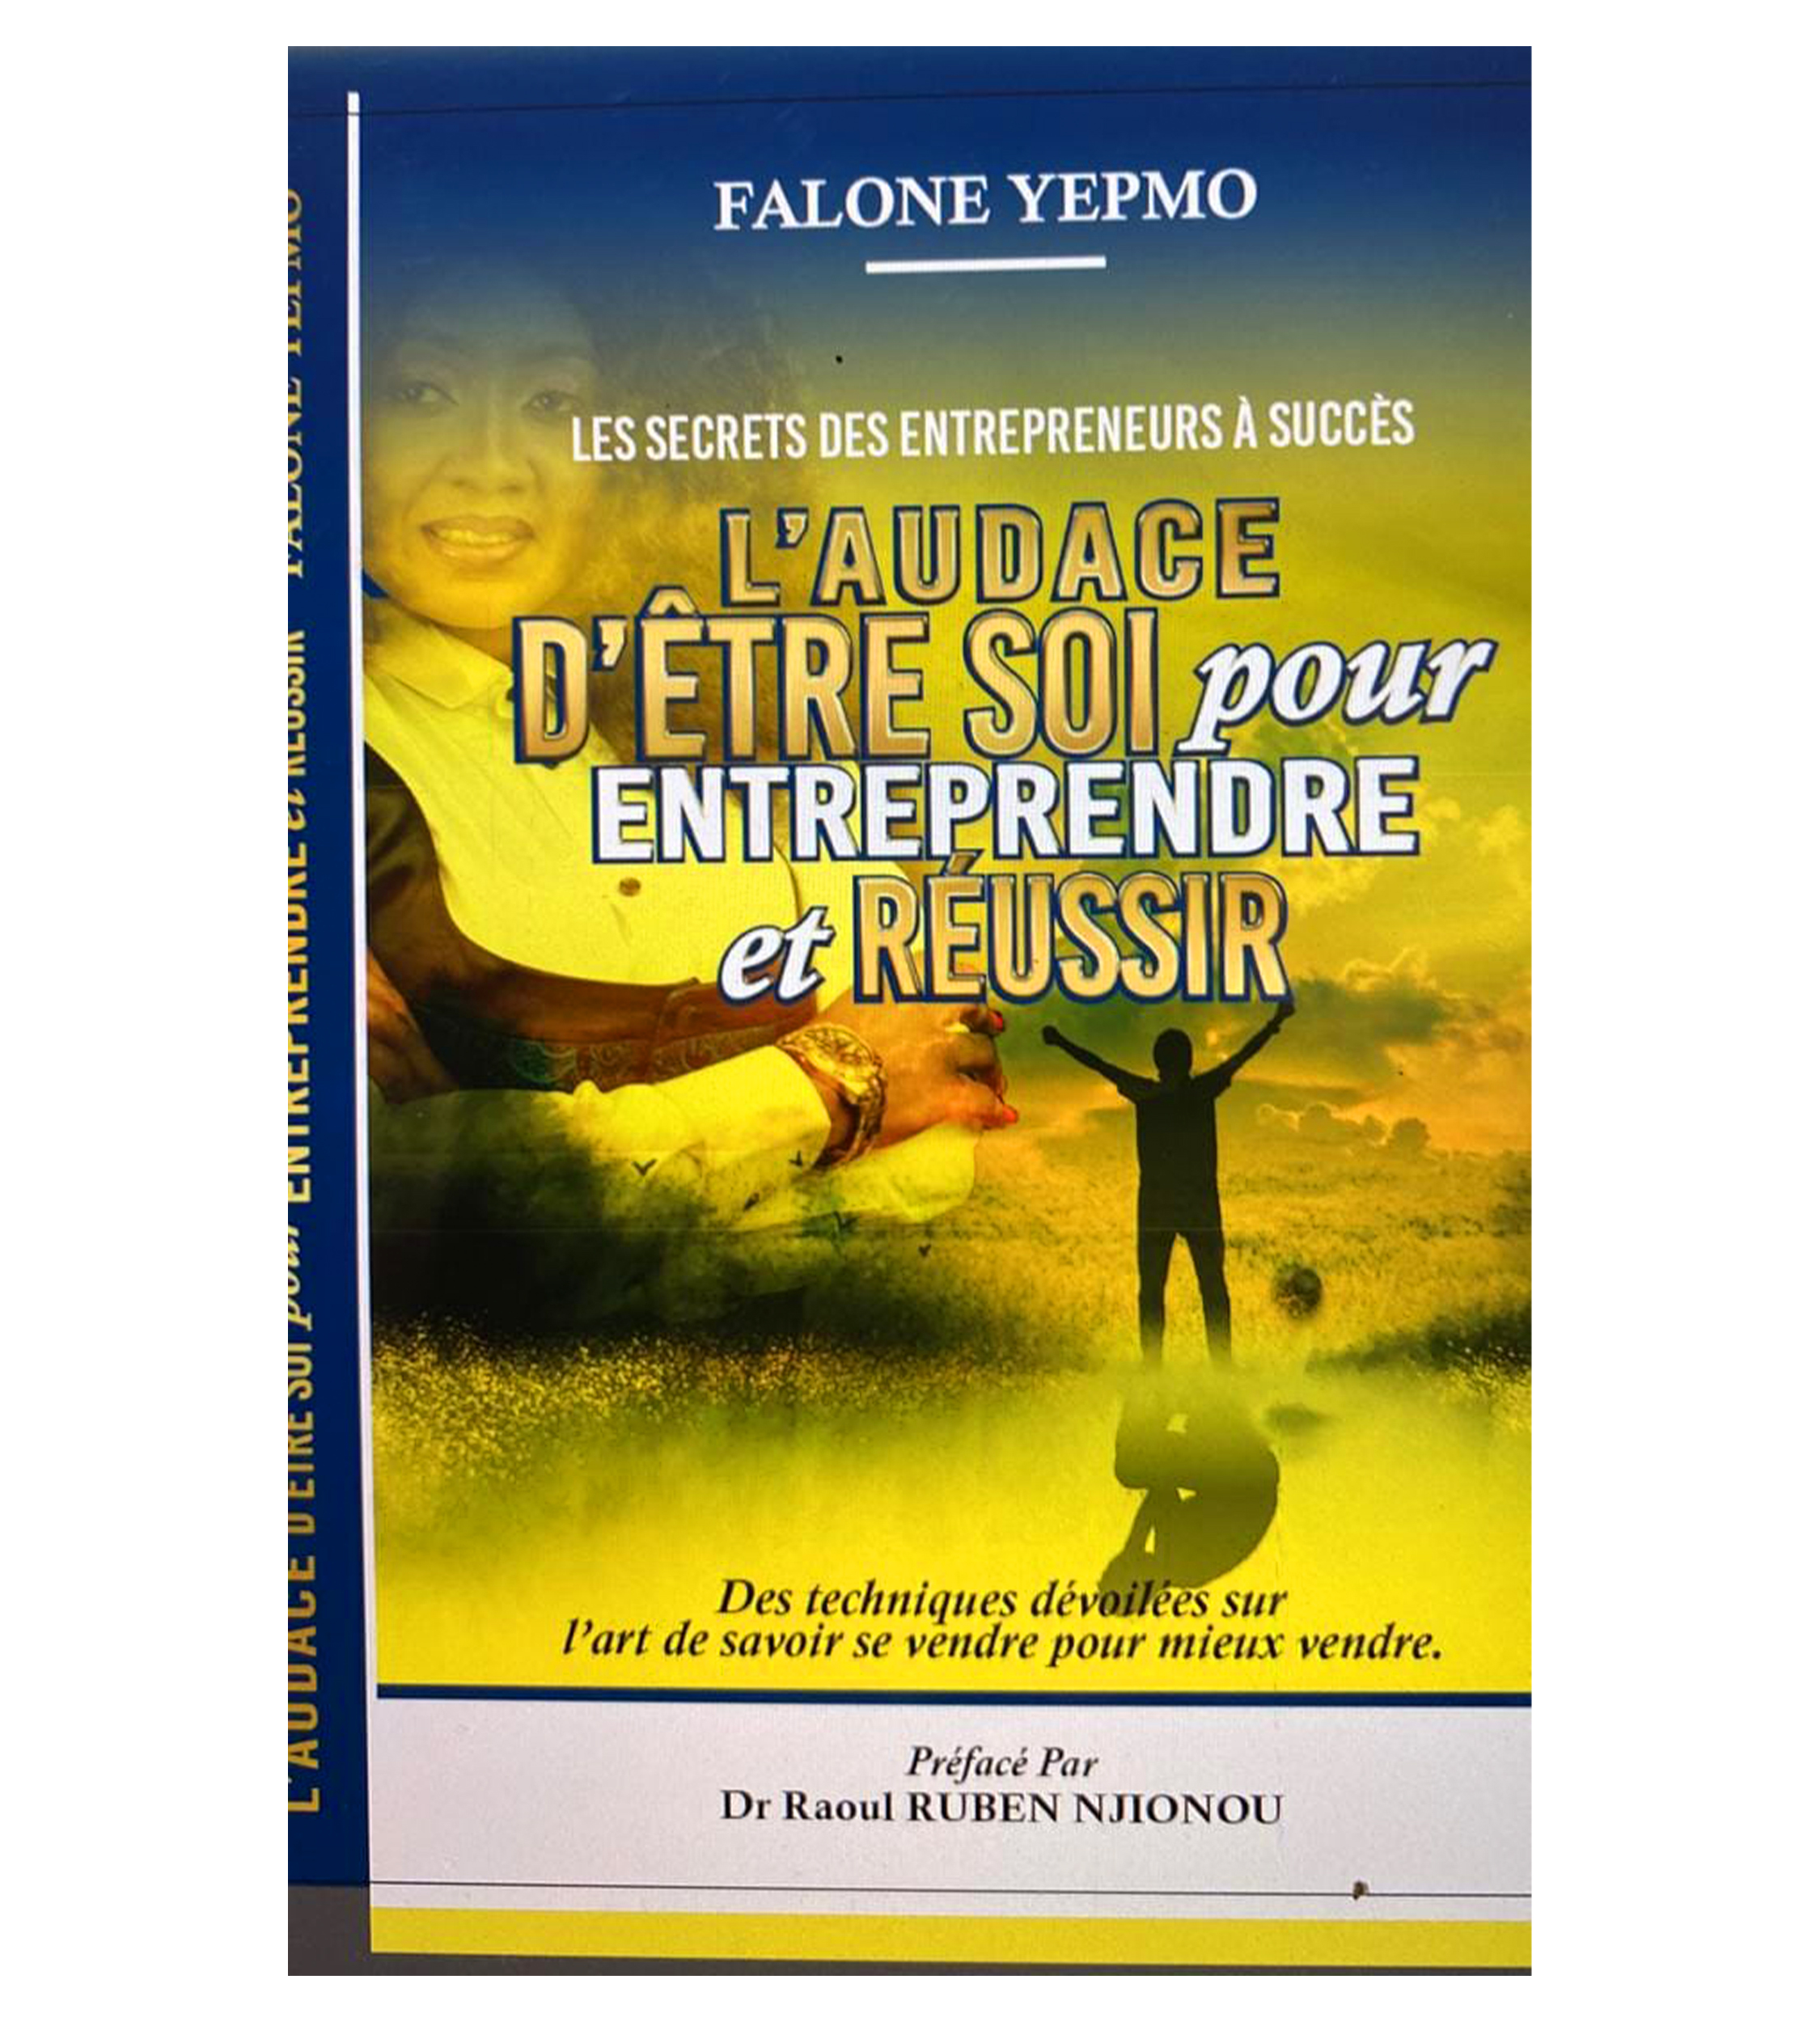 FALONE YEPMO
LES SECRETS DES ENTREPRENEURS À SUCCÈS
L'AUDACE
D'ÊTRE SOI pour
ENTREPRENDRE
et RÉUSSIR
Des techniques dévoilées sur
l'art de savoir se vendre pour mieux vendre.
Préfacé Par
Dr Raoul RUBEN NJIONOU
L'AUDACE D'ÊTRE SOI pour ENTREPRENDRE et RÉUSSIR FALONE YEPMO